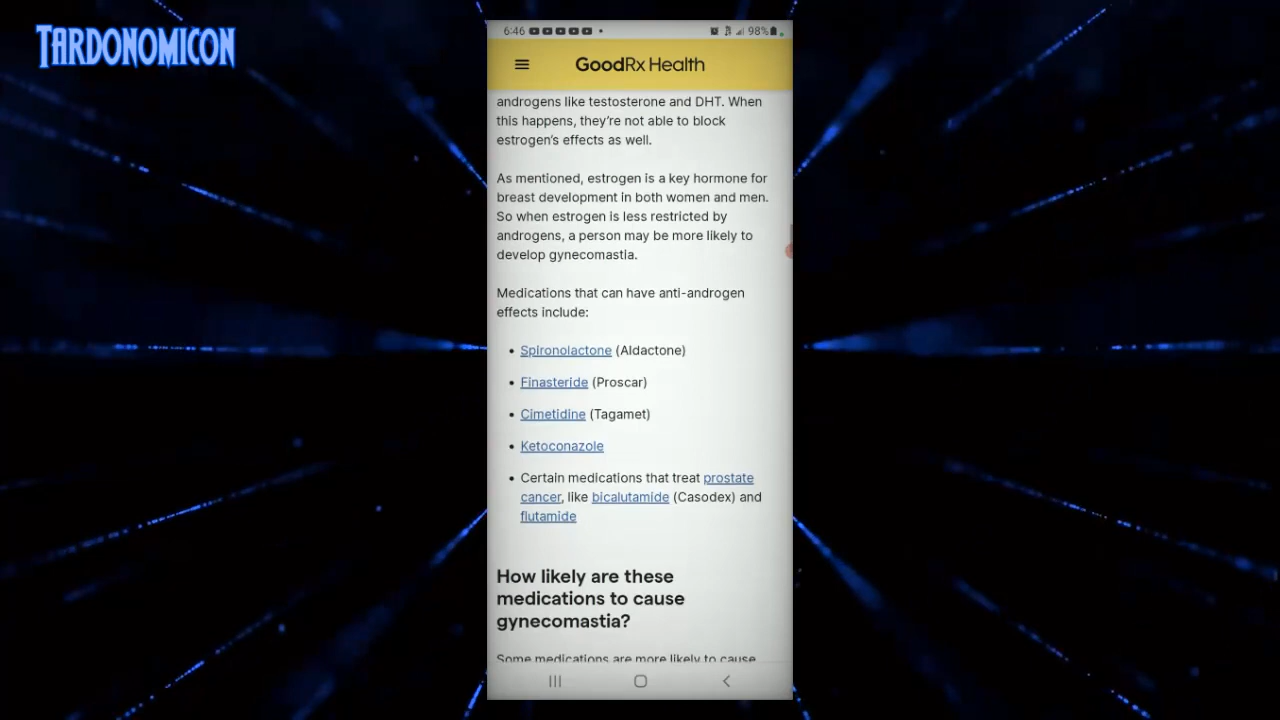 TARDONOMICON
6:46 98%
GoodRx Health
androgens like testosterone and DHT. When
this happens, they're not able to block
estrogen's effects as well.
As mentioned, estrogen is a key hormone for
breast development in both women and men.
So when estrogen is less restricted by
androgens, a person may be more likely to
develop gynecomastia.
Medications that can have anti-androgen
effects include:
• Spironolactone (Aldactone)
• Finasteride (Proscar)
• Cimetidine (Tagamet)
• Ketoconazole
• Certain medications that treat prostate
cancer, like bicalutamide (Casodex) and
flutamide
How likely are these
medications to cause
gynecomastia?
Some medications are more likely to cause